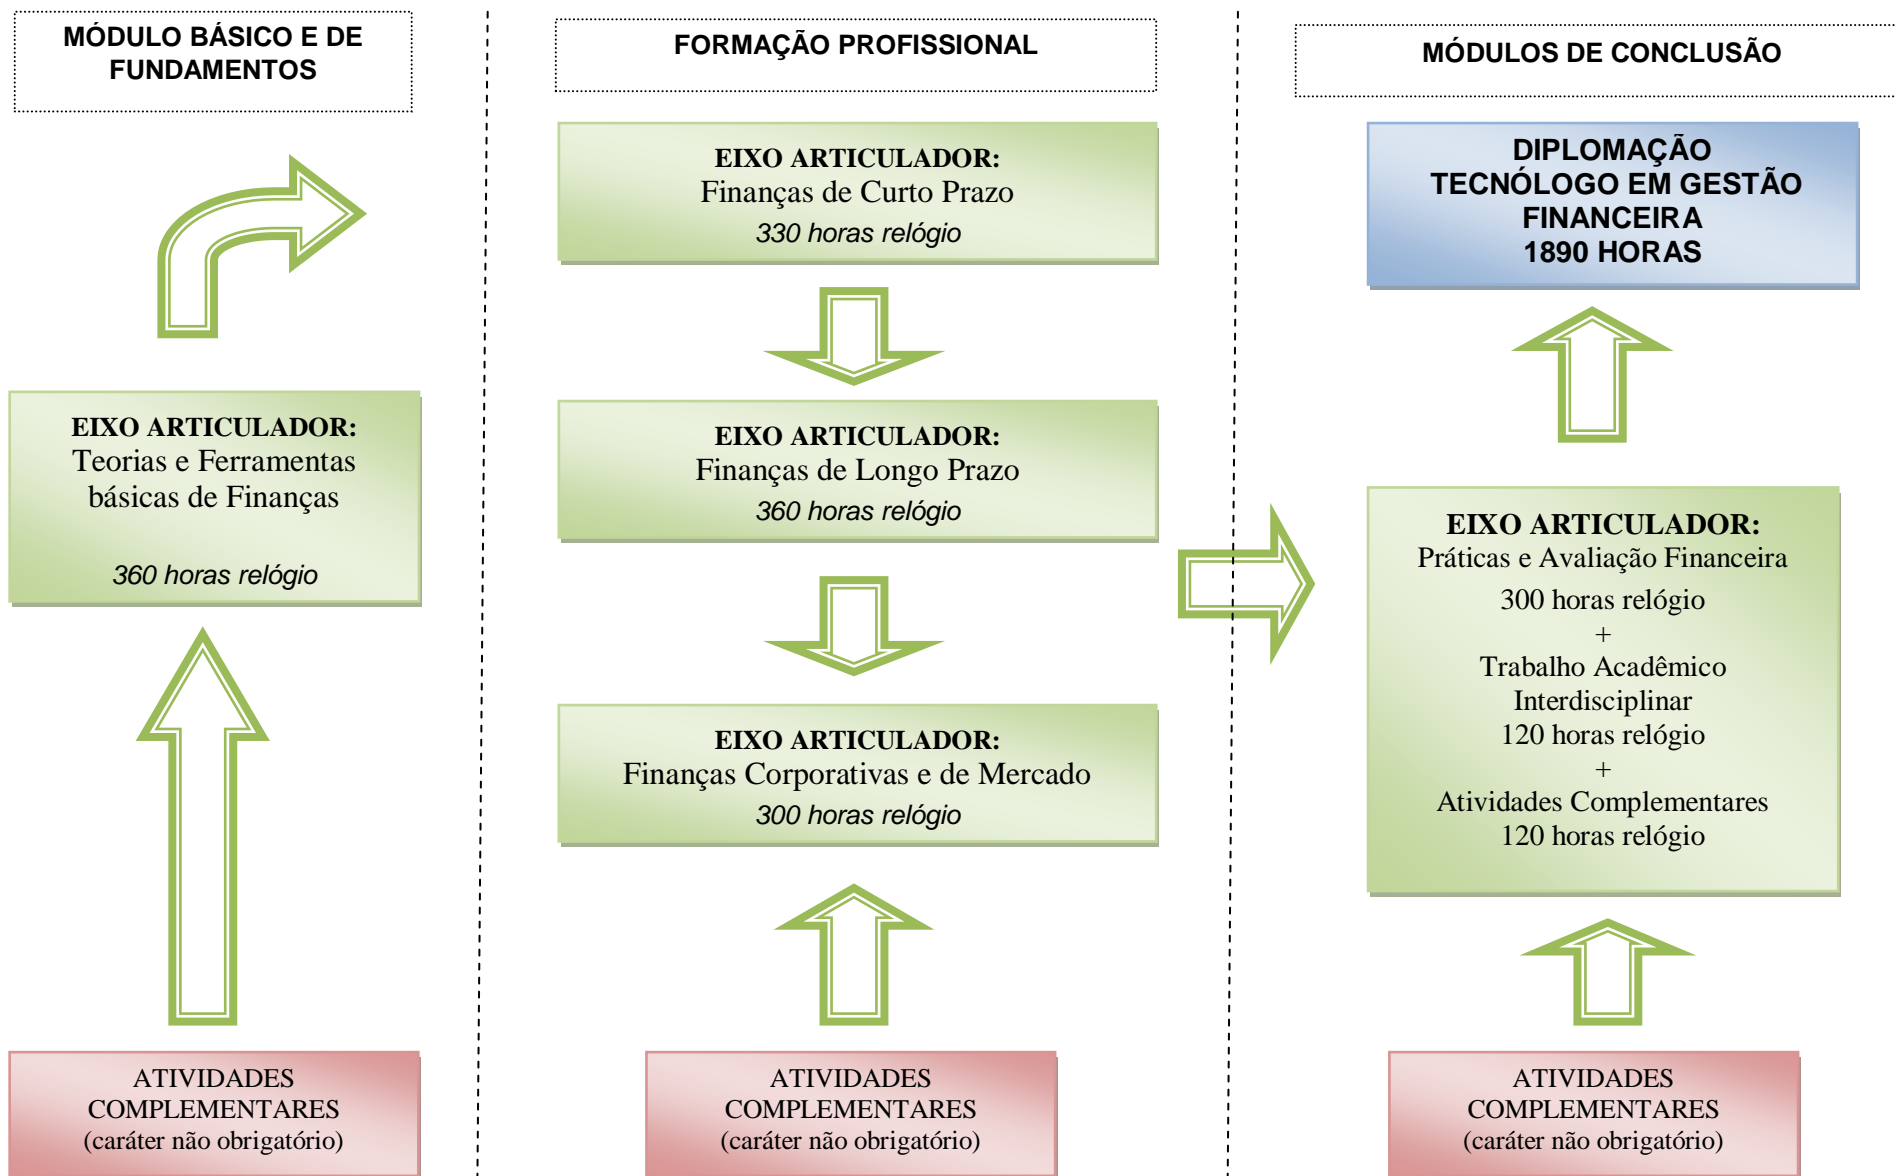 MÓDULO BÁSICO E DE
FUNDAMENTOS
EIXO ARTICULADOR:
Teorias e Ferramentas
básicas de Finanças
360 horas relógio
ATIVIDADES
COMPLEMENTARES
(caráter não obrigatório)
FORMAÇÃO PROFISSIONAL
EIXO ARTICULADOR:
Finanças de Curto Prazo
330 horas relógio
EIXO ARTICULADOR:
Finanças de Longo Prazo
360 horas relógio
EIXO ARTICULADOR:
Finanças Corporativas e de Mercado
300 horas relógio
ATIVIDADES
COMPLEMENTARES
(caráter não obrigatório)
MÓDULOS DE CONCLUSÃO
DIPLOMAÇÃO
TECNÓLOGO EM GESTÃO
FINANCEIRA
1890 HORAS
EIXO ARTICULADOR:
Práticas e Avaliação Financeira
300 horas relógio
+
Trabalho Acadêmico
Interdisciplinar
120 horas relógio
+
Atividades Complementares
120 horas relógio
ATIVIDADES
COMPLEMENTARES
(caráter não obrigatório)